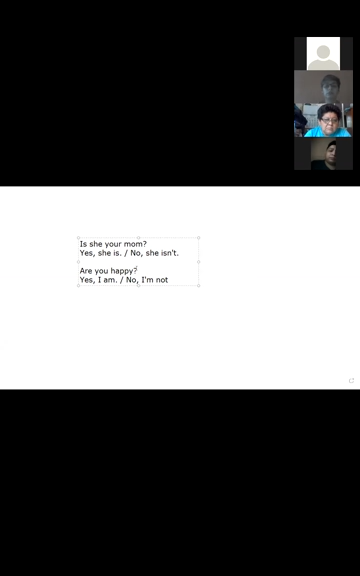 Is she your mom?
Yes, she is. / No, she isn't.
Are you happy?
Yes, I am. / No, I'm not